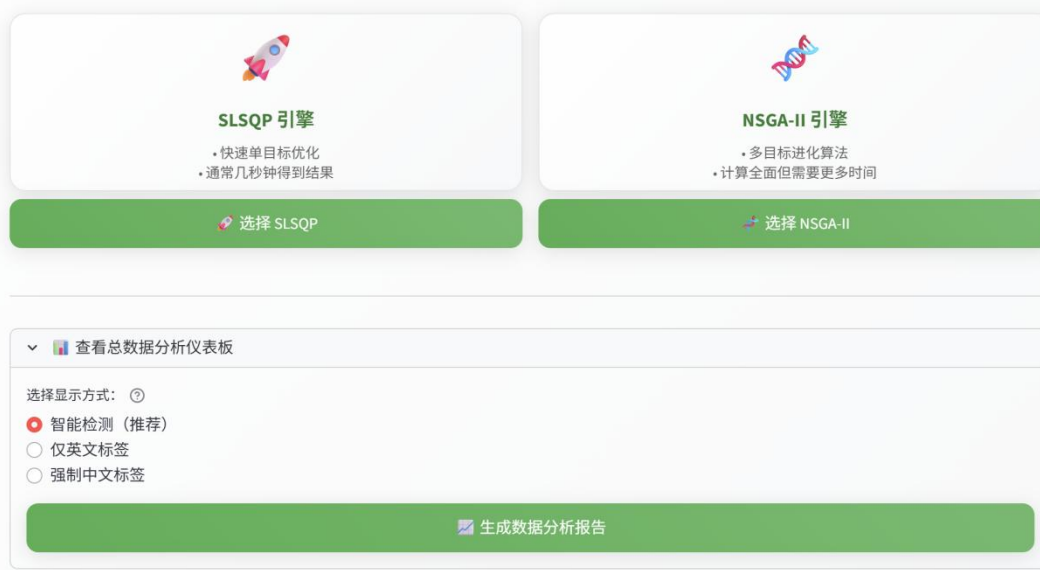 SLSQP 引擎
• 快速单目标优化
• 通常几秒钟得到结果
选择 SLSQP
NSGA-II 引擎
• 多目标进化算法
• 计算全面但需要更多时间
选择 NSGA-II
查看总数据分析仪表板
选择显示方式：
智能检测（推荐）
仅英文标签
强制中文标签
生成数据分析报告